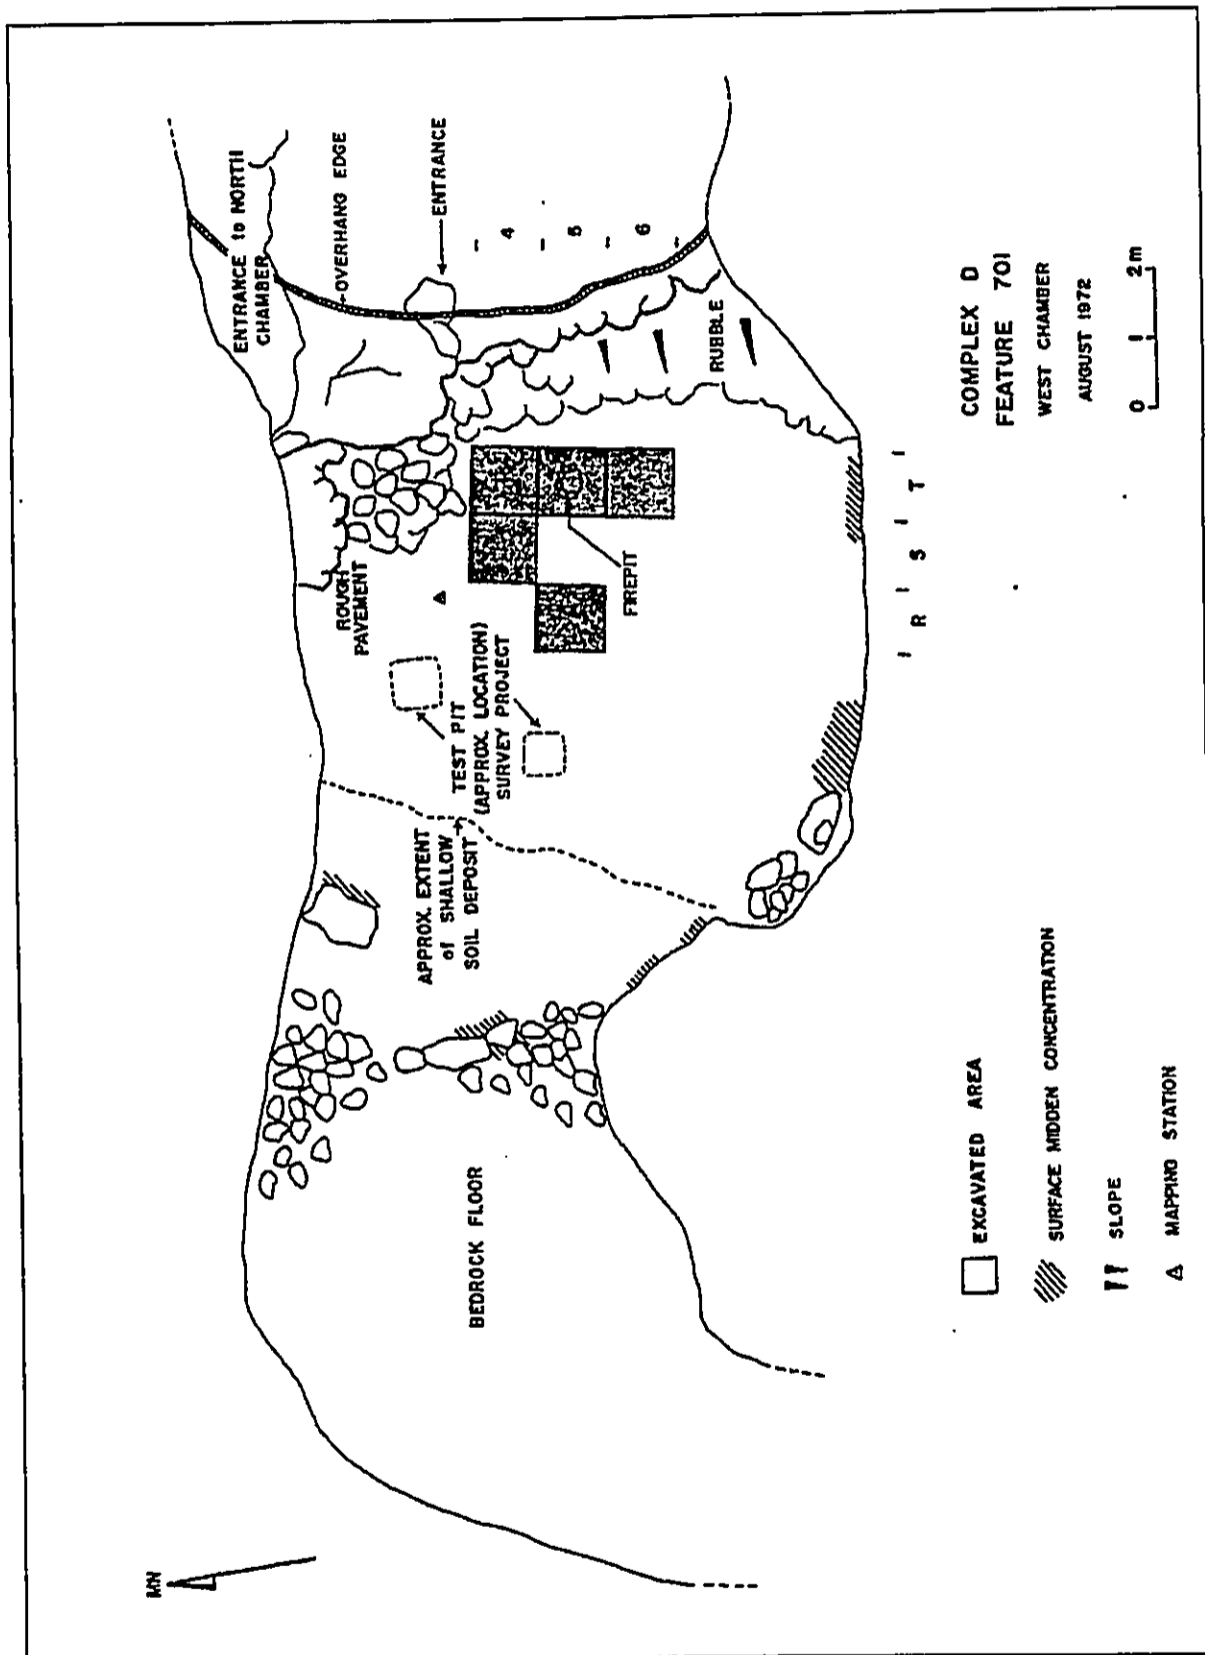 MN
ENTRANCE to NORTH
CHAMBER
OVERHANG EDGE
ENTRANCE
4
5
6
ROUGH
PAVEMENT
RUBBLE
FIREPIT
TEST PIT
(APPROX. LOCATION)
SURVEY PROJECT
APPROX. EXTENT
of SHALLOW
SOIL DEPOSIT
BEDROCK FLOOR
R S T
COMPLEX D
FEATURE 701
WEST CHAMBER
AUGUST 1972
0 1 2m
EXCAVATED AREA
SURFACE MIDDEN CONCENTRATION
SLOPE
MAPPING STATION